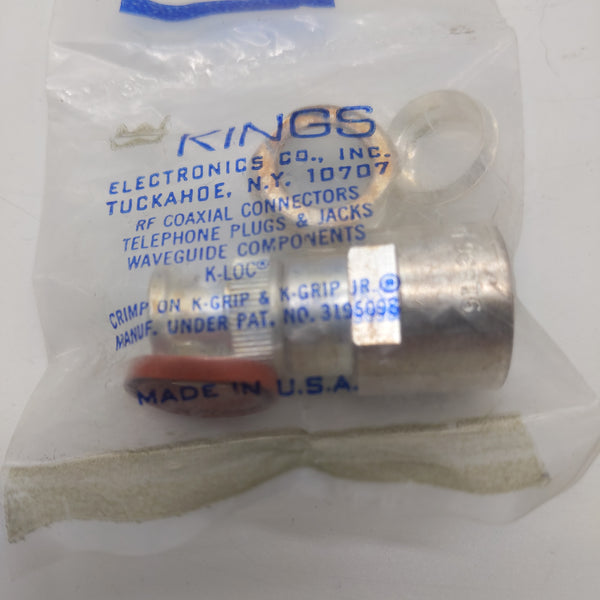 KINGS
ELECTRONICS CO., INC.
TUCKAHOE, N.Y. 10707
RF COAXIAL CONNECTORS
TELEPHONE PLUGS & JACKS
WAVEGUIDE COMPONENTS
K-LOC®
CRIMP ON K-GRIP & K-GRIP JR.®
MANUF. UNDER PAT. NO. 3195098
MADE IN U.S.A.